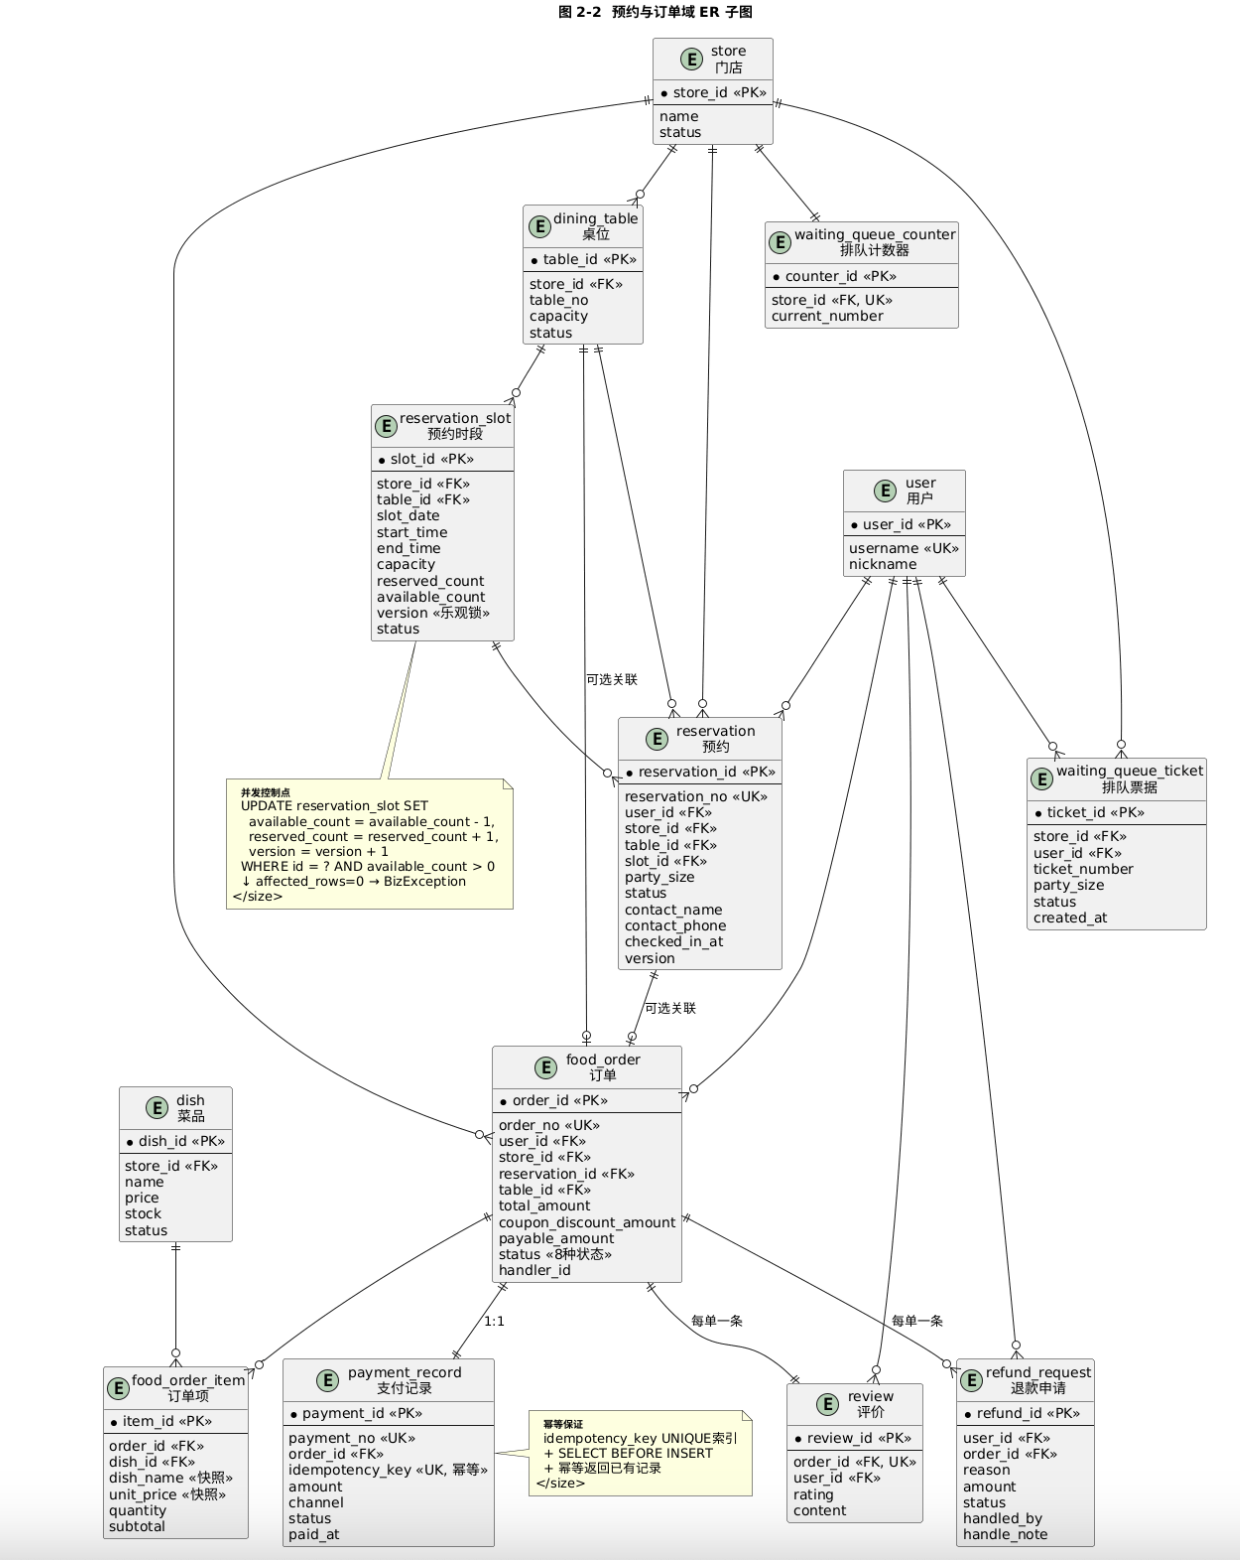 图 2-2 预约与订单域 ER 子图
E
store
门店
* store_id «PK»
name
status
E
dining_table
桌位
* table_id «PK»
store_id «FK»
table_no
capacity
status
E
waiting_queue_counter
排队计数器
* counter_id «PK»
store_id «FK, UK»
current_number
E
reservation_slot
预约时段
* slot_id «PK»
store_id «FK»
table_id «FK»
slot_date
start_time
end_time
capacity
reserved_count
available_count
version «乐观锁»
status
E
user
用户
* user_id «PK»
username «UK»
nickname
可选关联
E
reservation
预约
* reservation_id «PK»
reservation_no «UK»
user_id «FK»
store_id «FK»
table_id «FK»
slot_id «FK»
party_size
status
contact_name
contact_phone
checked_in_at
version
E
waiting_queue_ticket
排队票据
* ticket_id «PK»
store_id «FK»
user_id «FK»
ticket_number
party_size
status
created_at
并发控制点
UPDATE reservation_slot SET
available_count = available_count - 1,
reserved_count = reserved_count + 1,
version = version + 1
WHERE id = ? AND available_count > 0
↓ affected_rows=0 → BizException
</size>
可选关联
E
food_order
订单
* order_id «PK»
order_no «UK»
user_id «FK»
store_id «FK»
reservation_id «FK»
table_id «FK»
total_amount
coupon_discount_amount
payable_amount
status «8种状态»
handler_id
E
dish
菜品
* dish_id «PK»
store_id «FK»
name
price
stock
status
1:1
每单一条
每单一条
E
food_order_item
订单项
* item_id «PK»
order_id «FK»
dish_id «FK»
dish_name «快照»
unit_price «快照»
quantity
subtotal
E
payment_record
支付记录
* payment_id «PK»
payment_no «UK»
order_id «FK»
idempotency_key «UK, 幂等»
amount
channel
status
paid_at
幂等保证
idempotency_key UNIQUE索引
+ SELECT BEFORE INSERT
+ 幂等返回已有记录
</size>
E
review
评价
* review_id «PK»
order_id «FK, UK»
user_id «FK»
rating
content
E
refund_request
退款申请
* refund_id «PK»
user_id «FK»
order_id «FK»
reason
amount
status
handled_by
handle_note